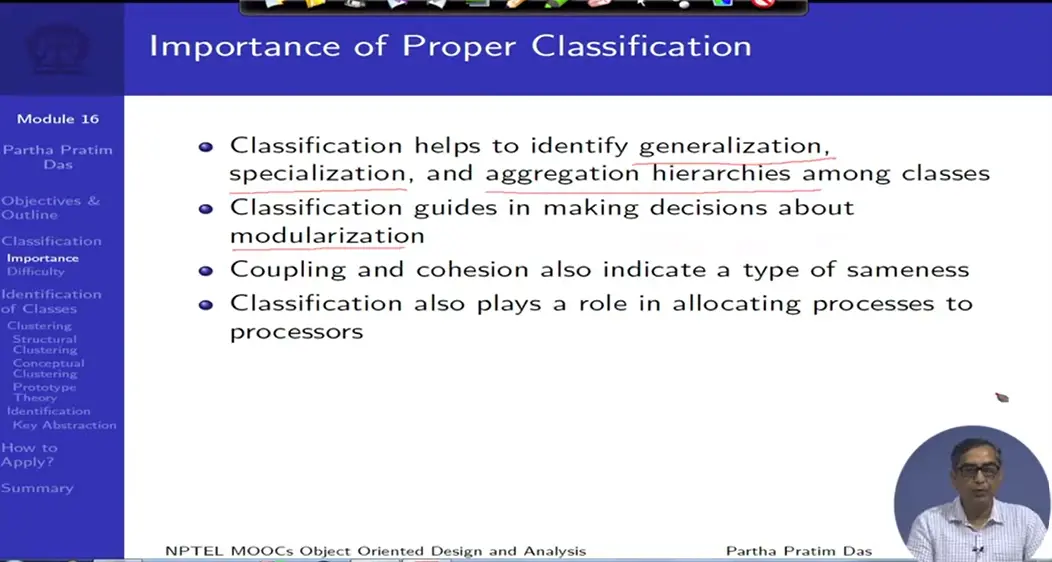 Importance of Proper Classification
Module 16
Partha Pratim
Das
Objectives &
Outline
Classification
Importance
Difficulty
Identification
of Classes
Clustering
Structural
Clustering
Conceptual
Clustering
Prototype
Theory
Identification
Key Abstraction
How to
Apply?
Summary
Classification helps to identify generalization,
specialization, and aggregation hierarchies among classes
Classification guides in making decisions about
modularization
Coupling and cohesion also indicate a type of sameness
Classification also plays a role in allocating processes to
processors
NPTEL MOOCs Object Oriented Design and Analysis
Partha Pratim Das